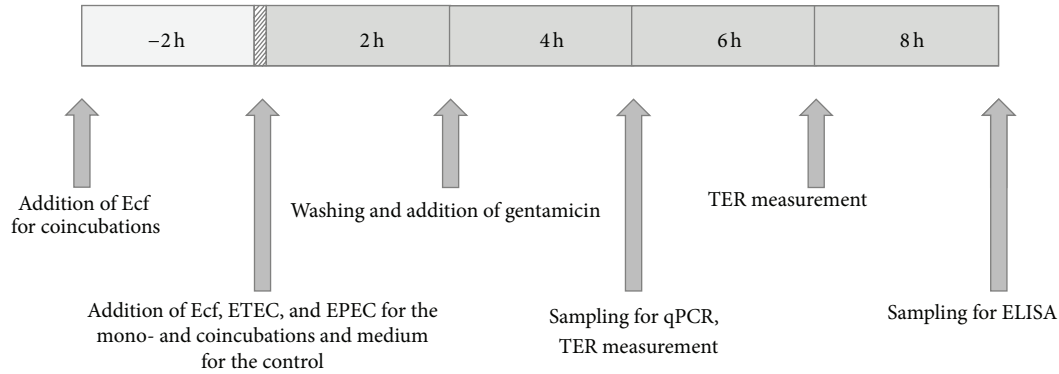 −2 h
2 h
4 h
6 h
8 h
Addition of Ecf
for coincubations
Addition of Ecf, ETEC, and EPEC for the
mono- and coincubations and medium
for the control
Washing and addition of gentamicin
Sampling for qPCR,
TER measurement
TER measurement
Sampling for ELISA